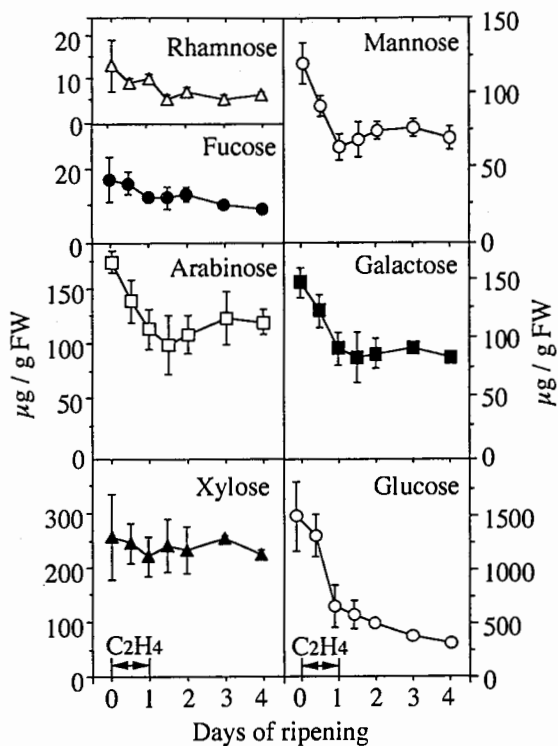 Rhamnose
20
10
0
Fucose
20
0
Arabinose
150
100
50
0
Xylose
300
250
200
100
0
C2H4
0 1 2 3 4
Mannose
150
100
50
0
Galactose
150
100
50
0
Glucose
1500
1000
500
0
C2H4
0 1 2 3 4
µg / g FW
µg / g FW
Days of ripening